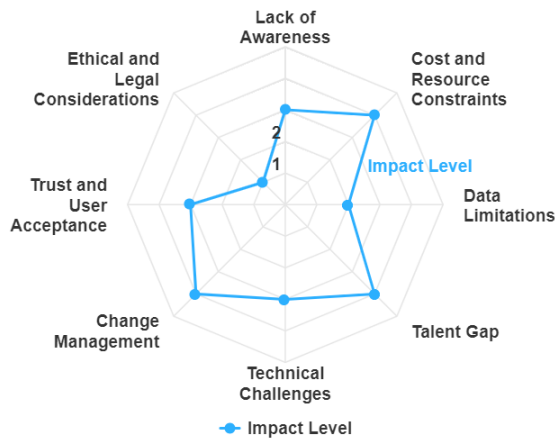 Lack of
Awareness
Ethical and
Legal
Considerations
Cost and
Resource
Constraints
2
1
Impact Level
Trust and
User
Acceptance
Data
Limitations
Change
Management
Talent Gap
Technical
Challenges
Impact Level